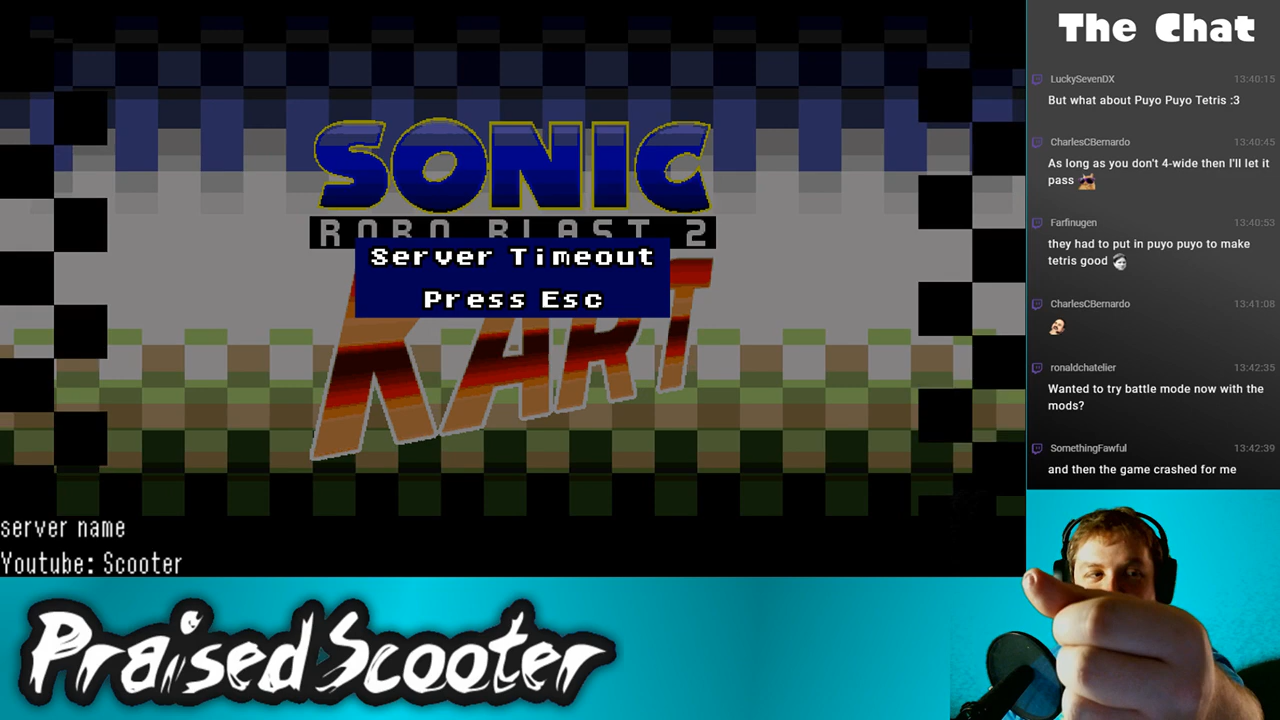 SONIC
ROBO BLAST 2
KART
Server Timeout
Press Esc
server name
Youtube: Scooter
PraisedScooter
The Chat
LuckySevenDX 13:40:15
But what about Puyo Puyo Tetris :3
CharlesCBernardo 13:40:45
As long as you don't 4-wide then I'll let it
pass
Farfinugen 13:40:53
they had to put in puyo puyo to make
tetris good
CharlesCBernardo 13:41:08
ronaldchatelier 13:42:35
Wanted to try battle mode now with the
mods?
SomethingFawful 13:42:39
and then the game crashed for me